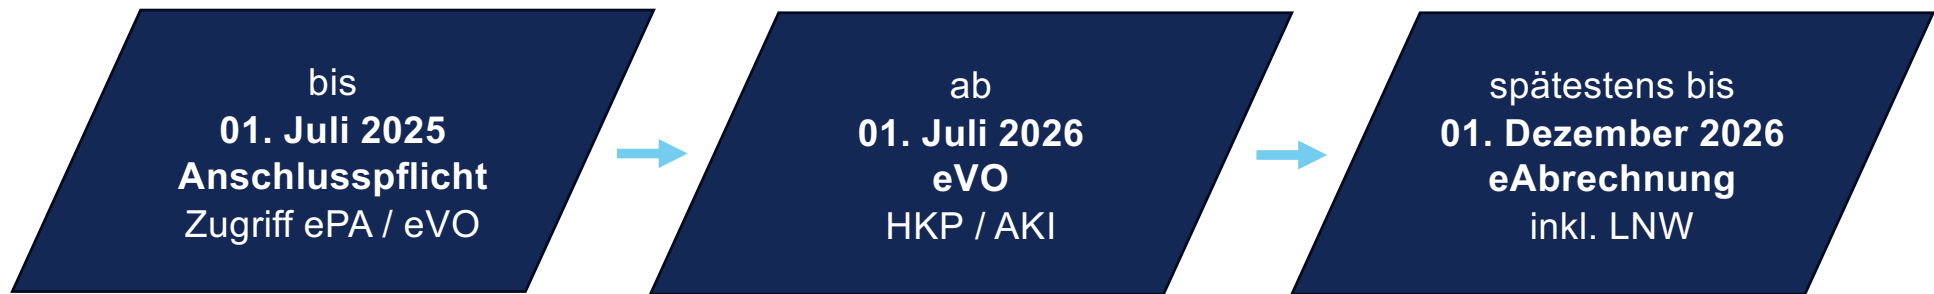 bis
01. Juli 2025
Anschlusspflicht
Zugriff ePA / eVO
ab
01. Juli 2026
eVO
HKP / AKI
spätestens bis
01. Dezember 2026
eAbrechnung
inkl. LNW